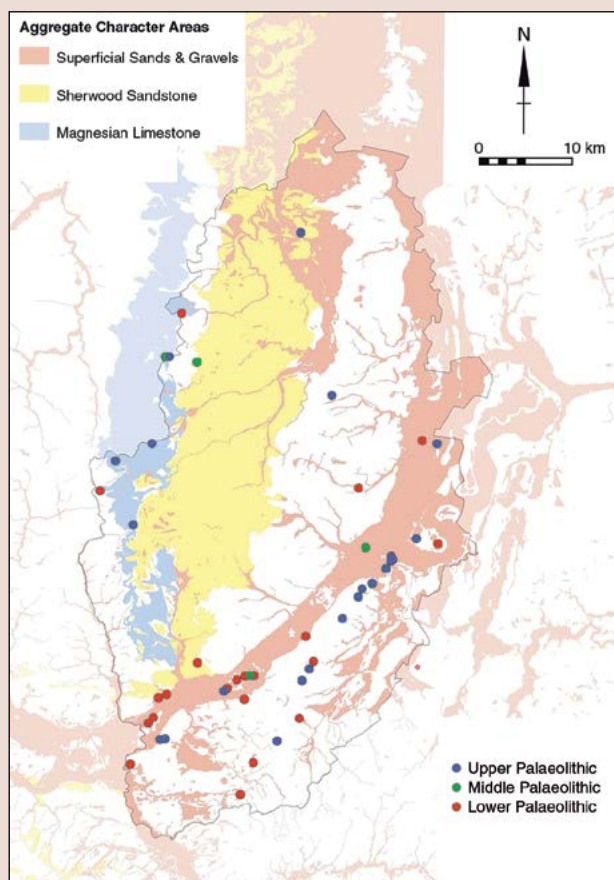 Aggregate Character Areas
Superficial Sands & Gravels
Sherwood Sandstone
Magnesian Limestone
N
0 10 km
Upper Palaeolithic
Middle Palaeolithic
Lower Palaeolithic